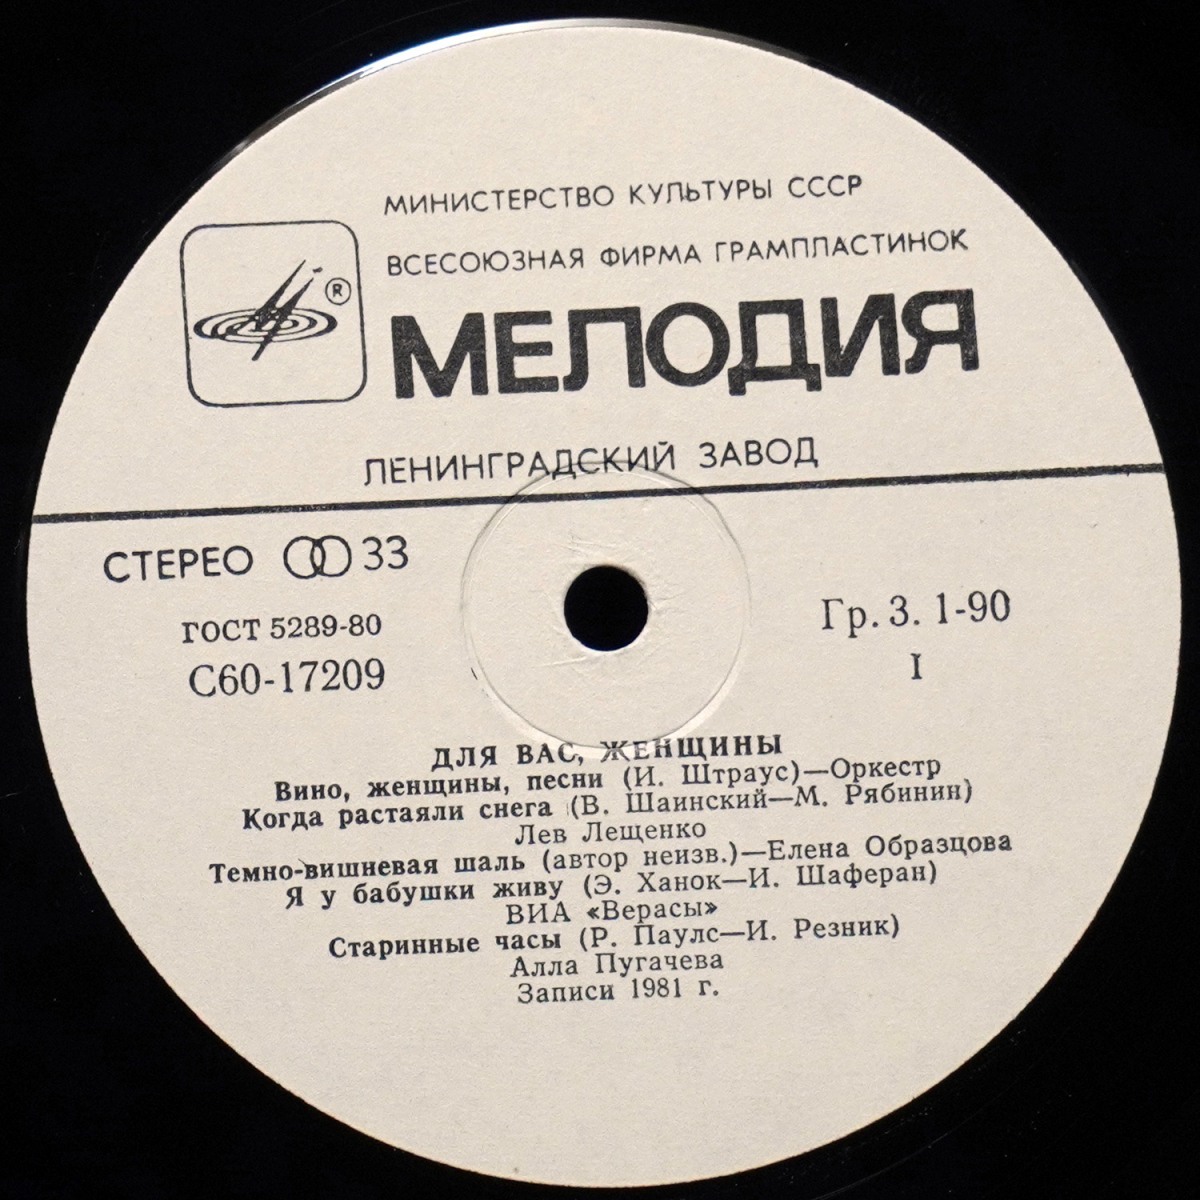 МИНИСТЕРСТВО КУЛЬТУРЫ СССР
ВСЕСОЮЗНАЯ ФИРМА ГРАМПЛАСТИНОК
®
МЕЛОДИЯ
ЛЕНИНГРАДСКИЙ ЗАВОД
СТЕРЕО 33
ГОСТ 5289-80
С60-17209
Гр. 3. 1-90
I
ДЛЯ ВАС, ЖЕНЩИНЫ
Вино, женщины, песни (И. Штраус)—Оркестр
Когда растаяли снега (В. Шаинский—М. Рябинин)
Лев Лещенко
Темно-вишневая шаль (автор неизв.)—Елена Образцова
Я у бабушки живу (Э. Ханок—И. Шаферан)
ВИА «Верасы»
Старинные часы (Р. Паулс—И. Резник)
Алла Пугачева
Записи 1981 г.